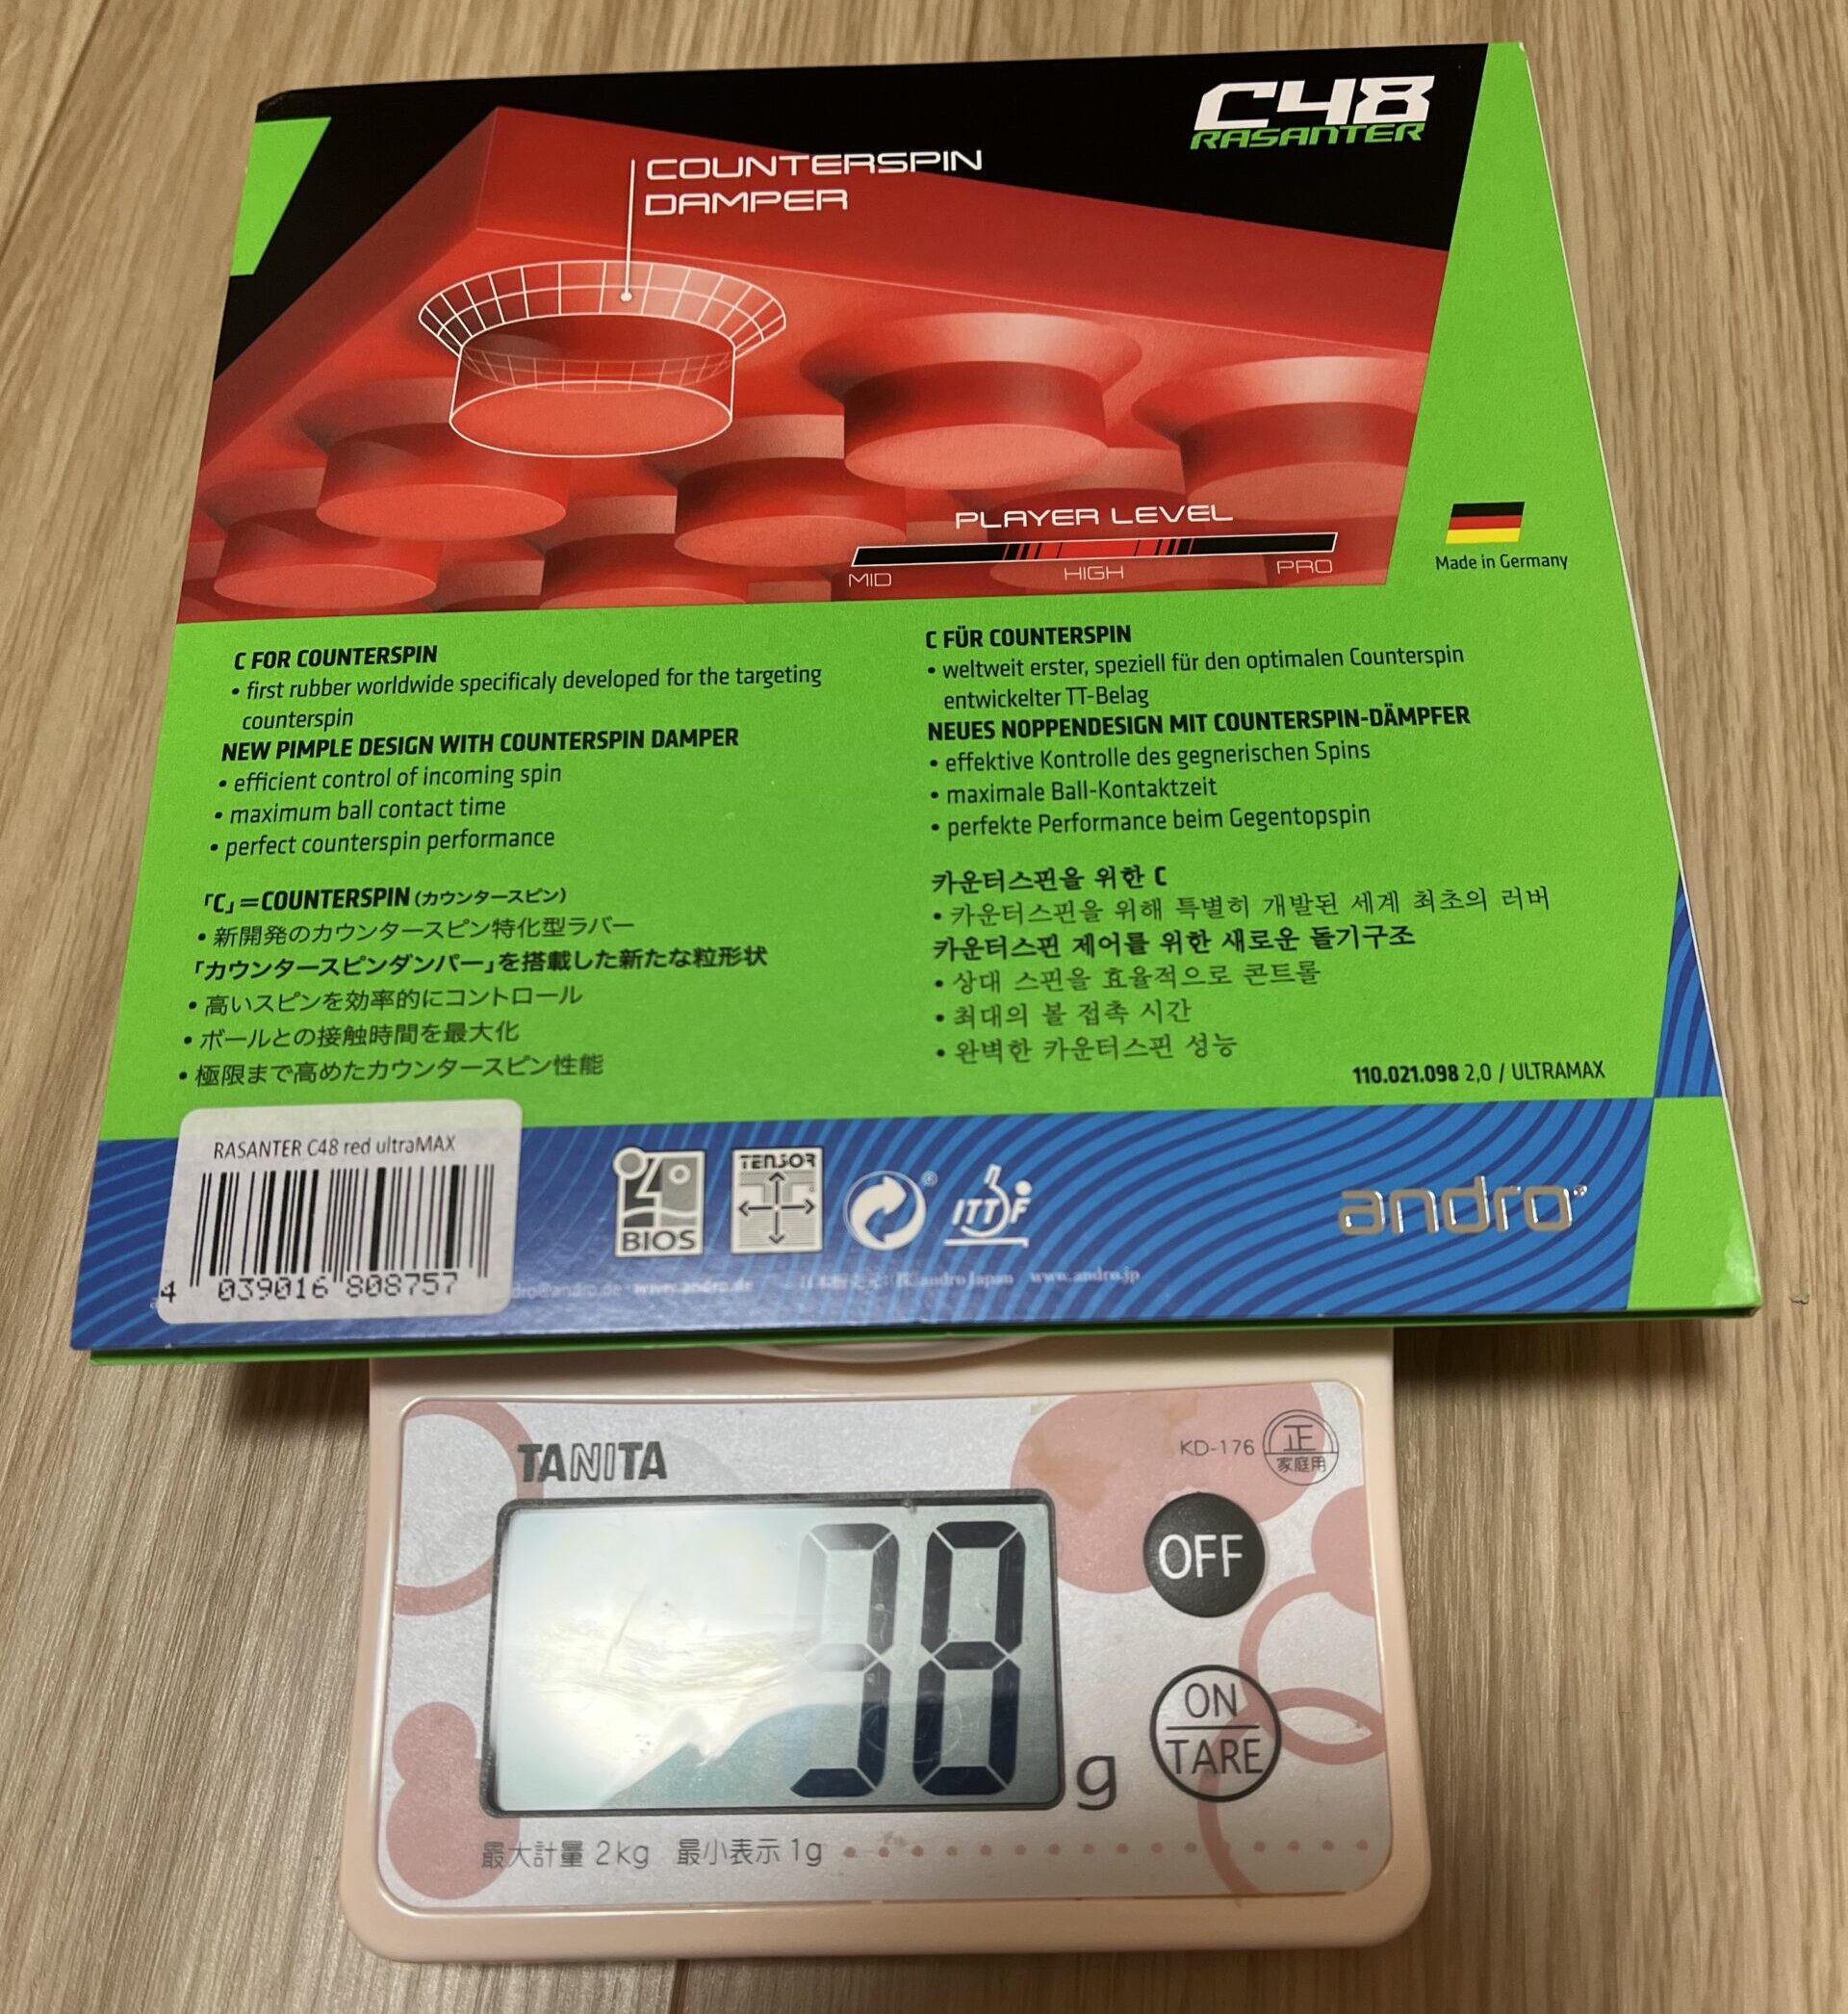 C48
RASANTER
COUNTERSPIN
DAMPER
PLAYER LEVEL
MID
HIGH
PRO
Made in Germany
C FOR COUNTERSPIN
• first rubber worldwide specificaly developed for the targeting
counterspin
NEW PIMPLE DESIGN WITH COUNTERSPIN DAMPER
• efficient control of incoming spin
• maximum ball contact time
• perfect counterspin performance
C FÜR COUNTERSPIN
• weltweit erster, speziell für den optimalen Counterspin
entwickelter TT-Belag
NEUES NOPPENDESIGN MIT COUNTERSPIN-DÄMPFER
• effektive Kontrolle des gegnerischen Spins
• maximale Ball-Kontaktzeit
• perfekte Performance beim Gegentopspin
「C」=COUNTERSPIN (カウンタースピン)
• 新開発のカウンタースピン特化型ラバー
「カウンタースピンダンパー」を搭載した新たな粒形状
• 高いスピンを効率的にコントロール
• ボールとの接触時間を最大化
• 極限まで高めたカウンタースピン性能
카운터스핀을 위한 C
• 카운터스핀을 위해 특별히 개발된 세계 최초의 러버
카운터스핀 제어를 위한 새로운 돌기구조
• 상대 스핀을 효율적으로 콘트롤
• 최대의 볼 접촉 시간
• 완벽한 카운터스핀 성능
110.021.098 2,0 / ULTRAMAX
RASANTER C48 red ultraMAX
4 039016 808757
BIOS
TENSOR
ITTF
andro
dro@andro.de www.andro.de
andro Japan www.andro.jp
TANITA
KD-176
正
家庭用
38
g
OFF
ON
TARE
最大計量 2kg 最小表示 1g